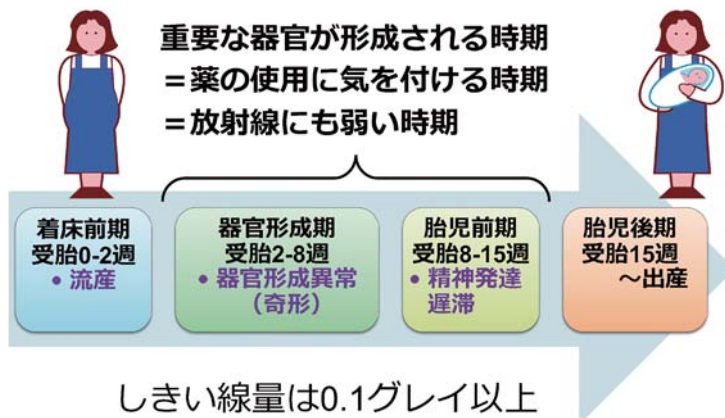 重要な器官が形成される時期
=薬の使用に気を付ける時期
=放射線にも弱い時期
着床前期
受胎0-2週
• 流産
器官形成期
受胎2-8週
• 器官形成異常
(奇形)
胎児前期
受胎8-15週
• 精神発達
遅滞
胎児後期
受胎15週
~出産
しきい線量は0.1グレイ以上